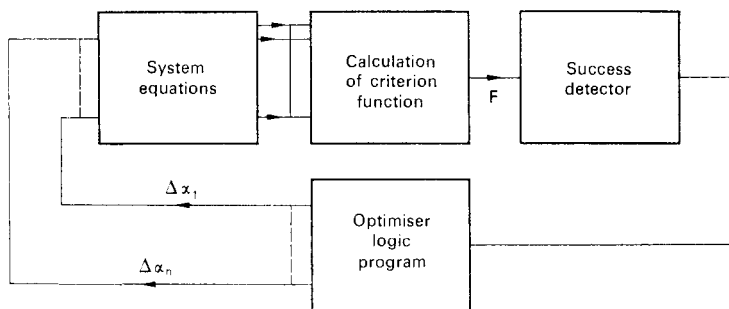 System
equations
Calculation
of criterion
function
F
Success
detector
Δα₁
Optimiser
logic
program
Δαₙ